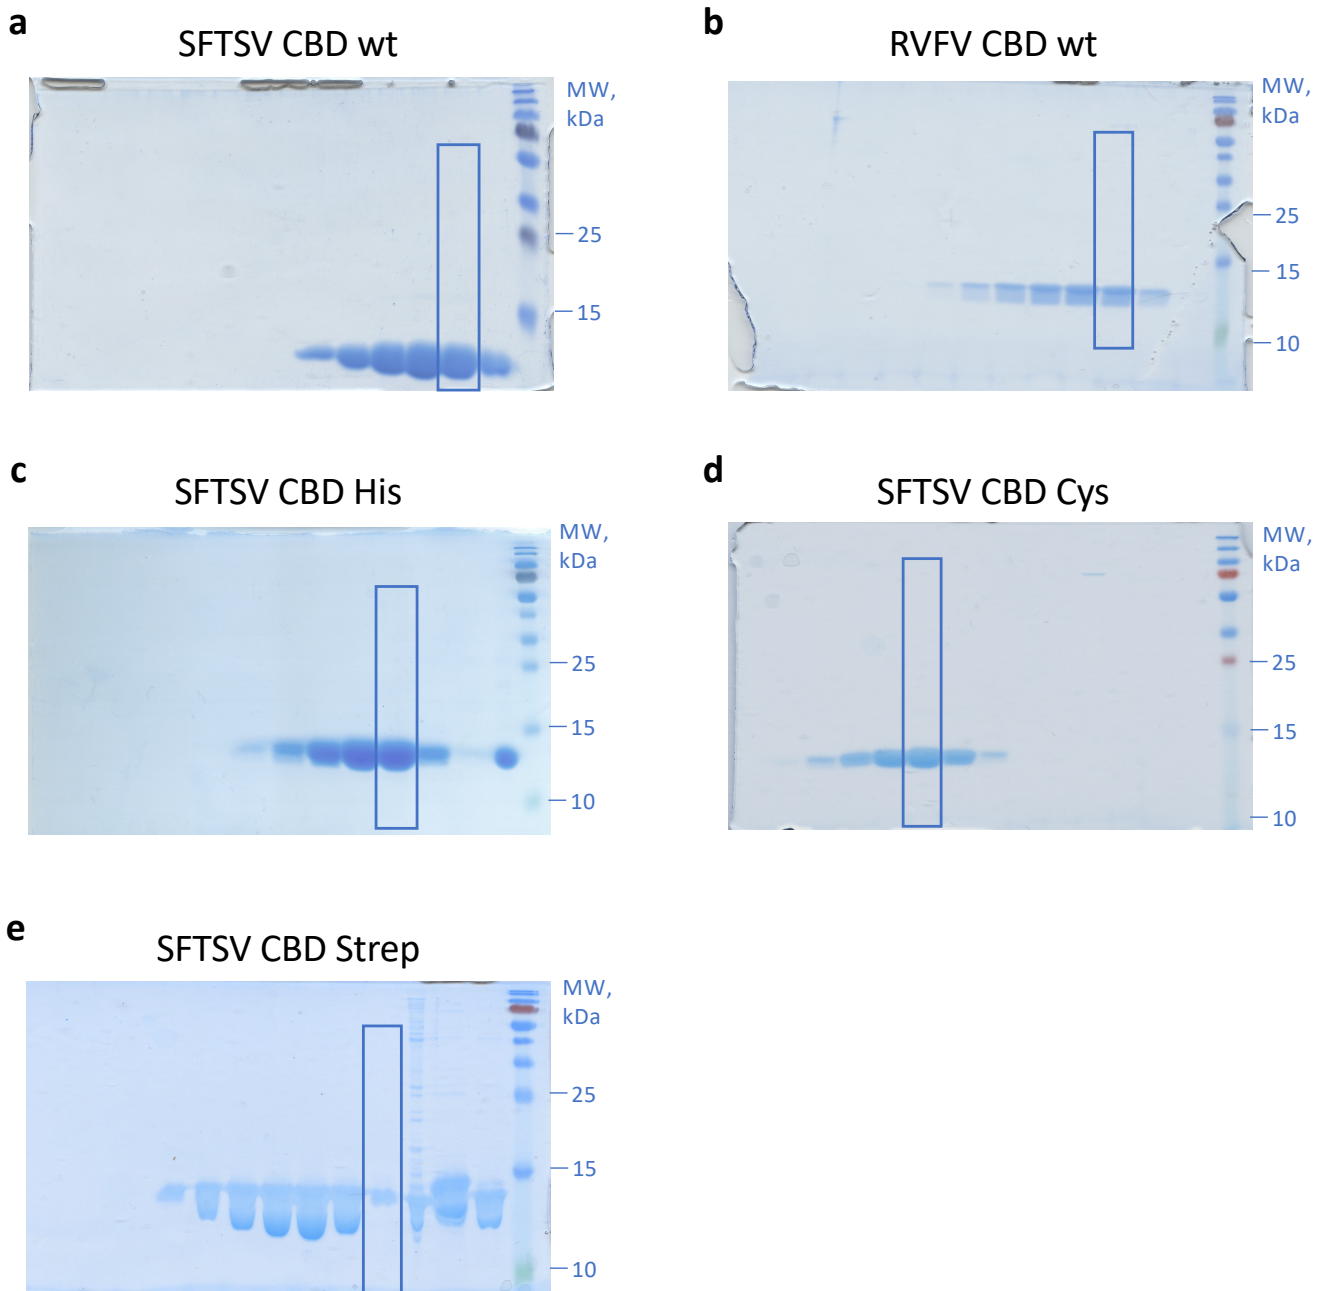 a
SFTSV CBD wt
MW,
kDa
25
15
b
RVFV CBD wt
MW,
kDa
25
15
10
c
SFTSV CBD His
MW,
kDa
25
15
10
d
SFTSV CBD Cys
MW,
kDa
25
15
10
e
SFTSV CBD Strep
MW,
kDa
25
15
10